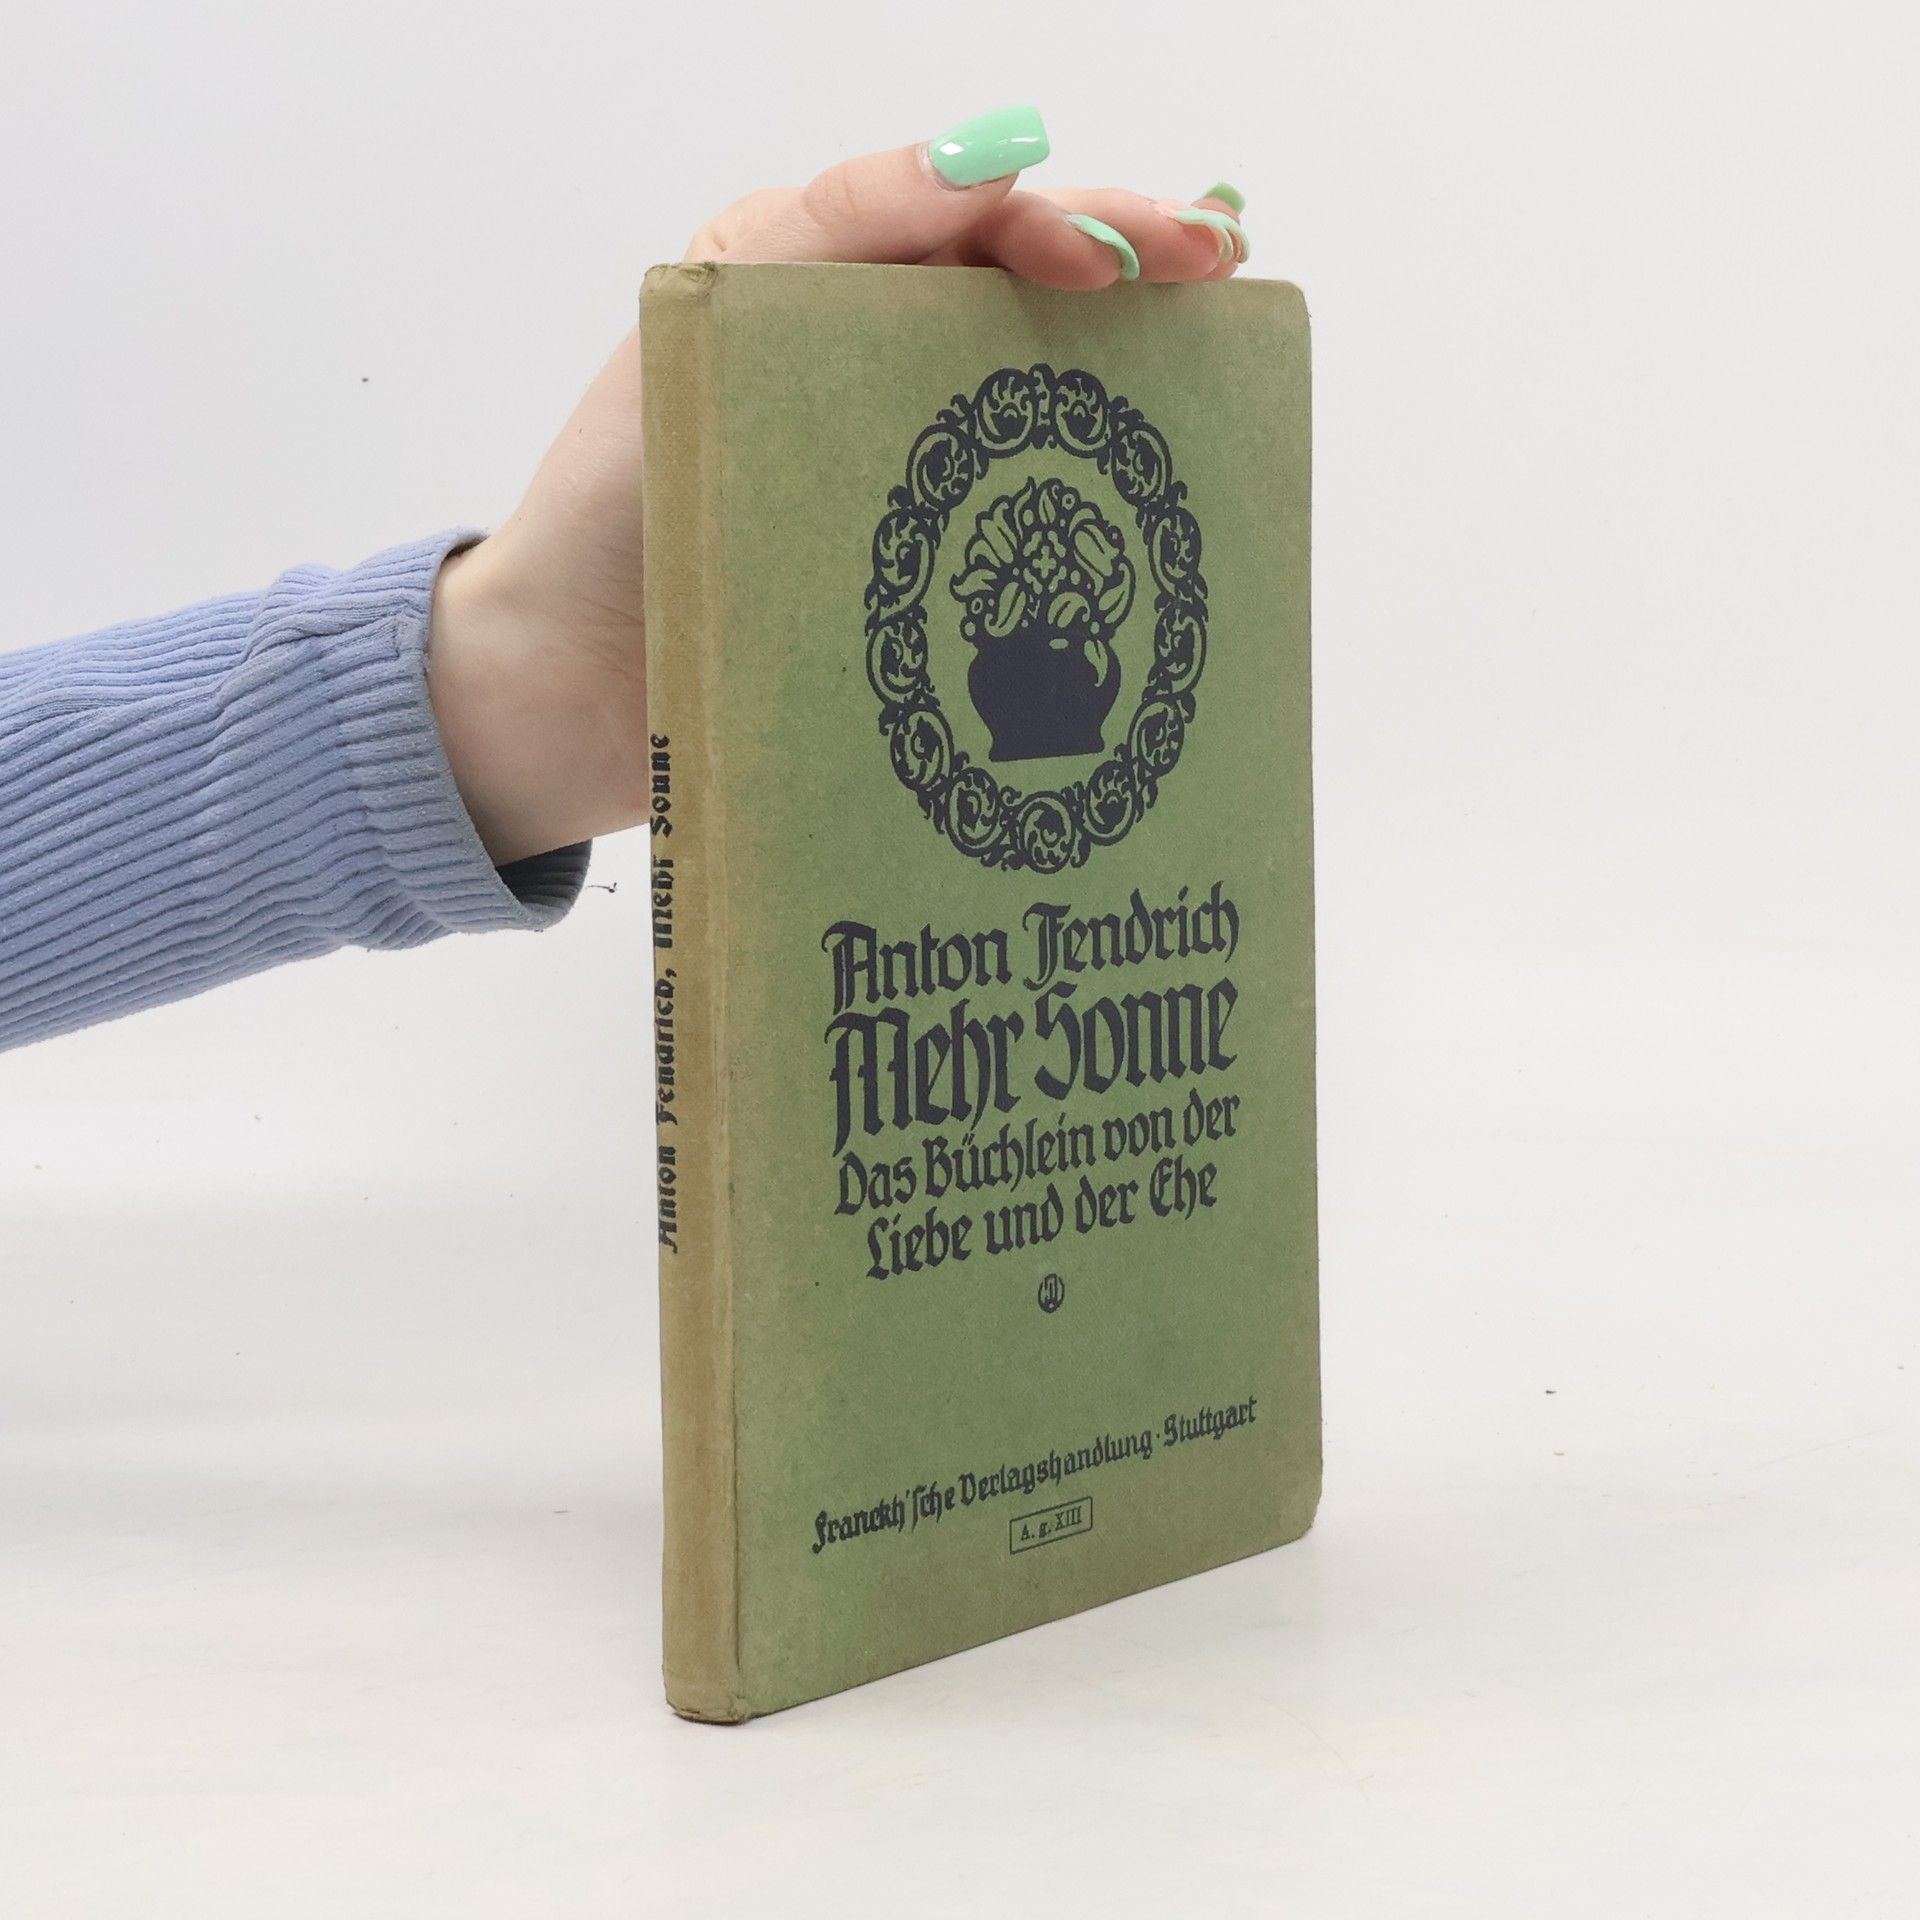 Anton Fendrich, Mehr Sonne
Anton Fendrich
Mehr Sonne
Das Büchlein von der
Liebe und der Ehe
Franckh'sche Verlagshandlung · Stuttgart
A. g. XIII